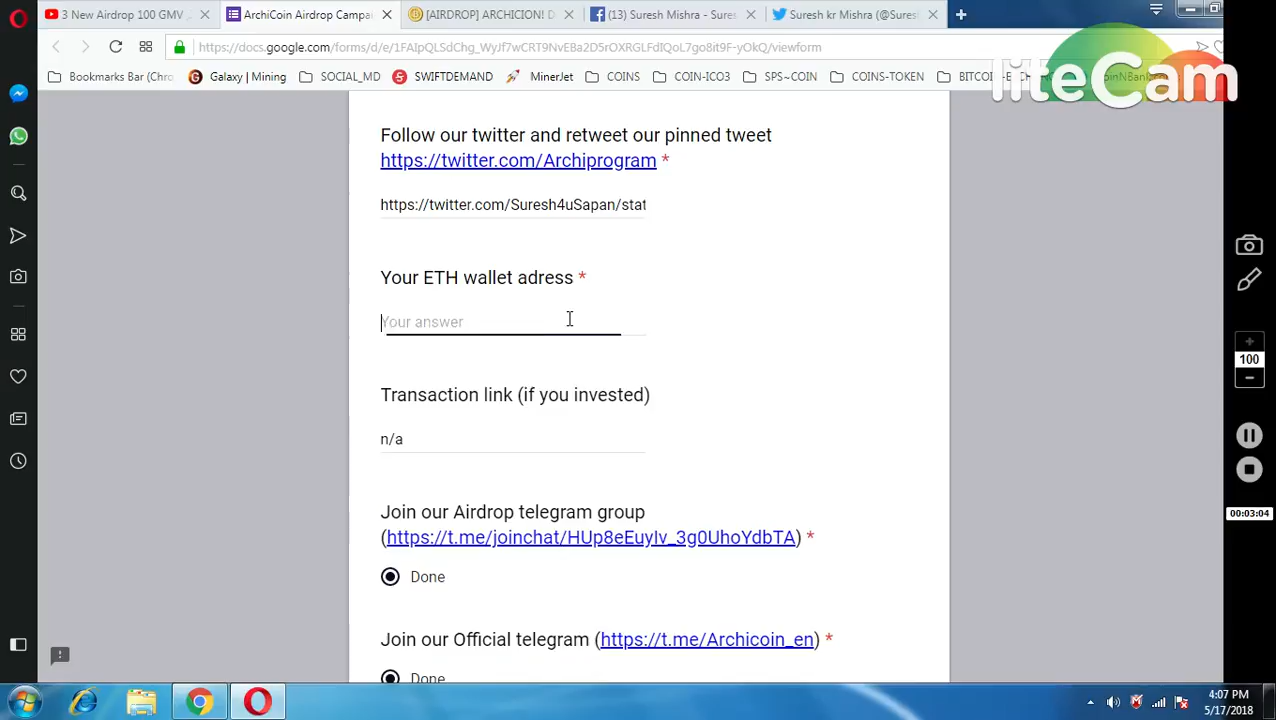 3 New Airdrop 100 GMV
ArchiCoin Airdrop Campa
[AIRDROP] ARCHICION! D
(13) Suresh Mishra - Sures
Suresh kr Mishra (@Sures
https://docs.google.com/forms/d/e/1FAIpQLSdChg_WyJf7wCRT9NvEBa2D5rOXRGLFdIQoL7go8it9F-yOkQ/viewform
Bookmarks Bar (Chro
Galaxy | Mining
SOCIAL_MD
SWIFTDEMAND
MinerJet
COINS
COIN-ICO3
SPS~COIN
COINS-TOKEN
liteCam
Follow our twitter and retweet our pinned tweet
https://twitter.com/Archiprogram *
https://twitter.com/Suresh4uSapan/stat
Your ETH wallet adress *
Your answer
Transaction link (if you invested)
n/a
Join our Airdrop telegram group
(https://t.me/joinchat/HUp8eEuyIv_3g0UhoYdbTA) *
Done
Join our Official telegram (https://t.me/Archicoin_en) *
Done
100
00:03:04
4:07 PM
5/17/2018